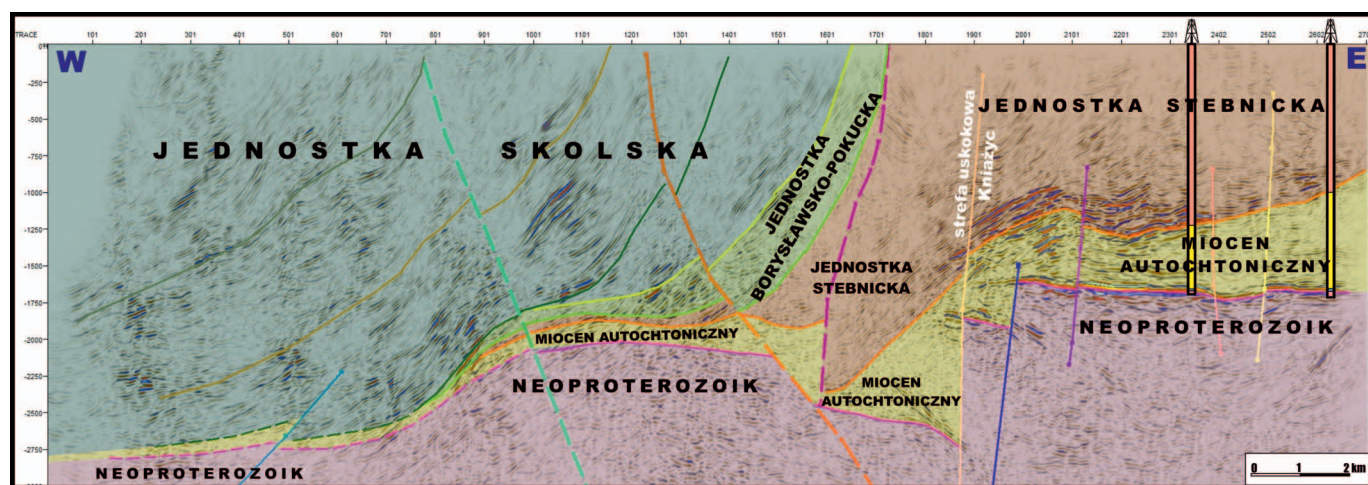 TRACE 1 101 201 301 401 501 601 701 801 901 1001 1101 1201 1301 1401 1501 1601 1701 1801 1901 2001 2101 2201 2301 2402 2502 2602
W
E
-250
-500
-750
-1000
-1250
-1500
-1750
-2000
-2250
-2500
-2750
JEDNOSTKA SKOLSKA
JEDNOSTKA
BORYSŁAWSKO-POKUCKA
JEDNOSTKA STEBNICKA
strefa uskokowa
Kniażyc
JEDNOSTKA
STEBNICKA
MIOCEN
AUTOCHTONICZNY
MIOCEN AUTOCHTONICZNY
MIOCEN
AUTOCHTONICZNY
NEOPROTEROZOIK
NEOPROTEROZOIK
NEOPROTEROZOIK
0 1 2 km